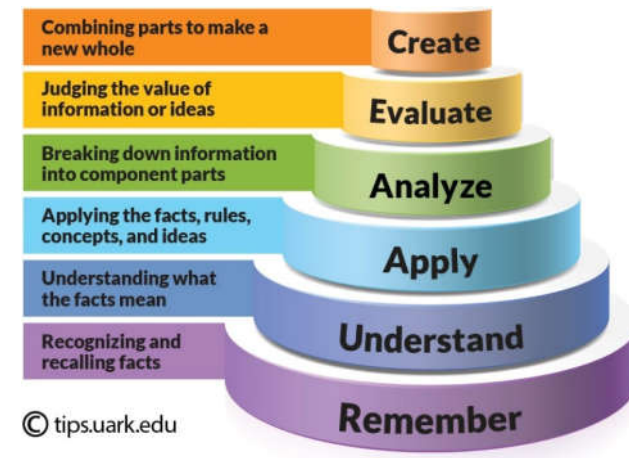 Combining parts to make a
new whole
Create
Judging the value of
information or ideas
Evaluate
Breaking down information
into component parts
Analyze
Applying the facts, rules,
concepts, and ideas
Apply
Understanding what
the facts mean
Understand
Recognizing and
recalling facts
Remember
© tips.uark.edu